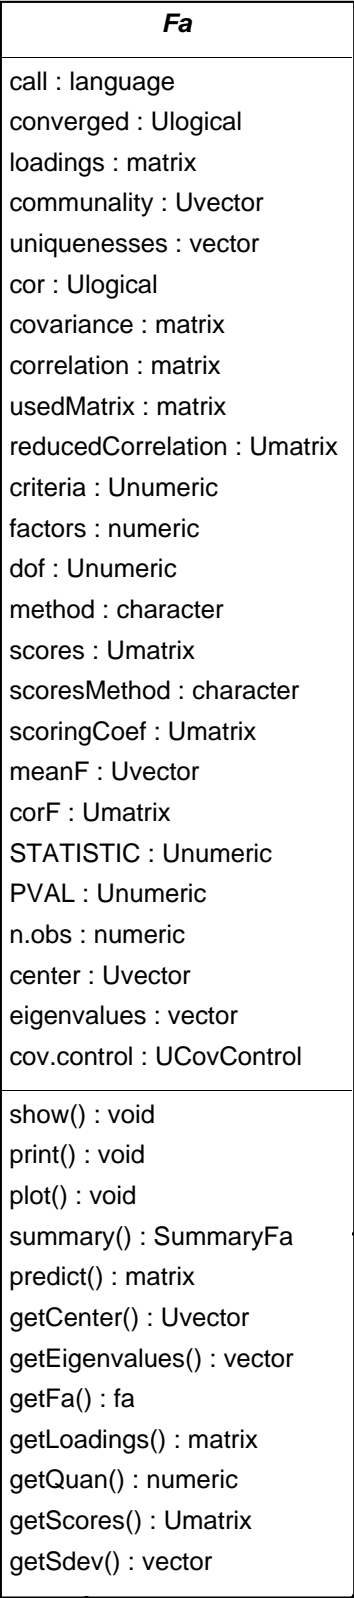 Fa
call : language
converged : Ulogical
loadings : matrix
communality : Uvector
uniquenesses : vector
cor : Ulogical
covariance : matrix
correlation : matrix
usedMatrix : matrix
reducedCorrelation : Umatrix
criteria : Unumeric
factors : numeric
dof : Unumeric
method : character
scores : Umatrix
scoresMethod : character
scoringCoef : Umatrix
meanF : Uvector
corF : Umatrix
STATISTIC : Unumeric
PVAL : Unumeric
n.obs : numeric
center : Uvector
eigenvalues : vector
cov.control : UCovControl
show() : void
print() : void
plot() : void
summary() : SummaryFa
predict() : matrix
getCenter() : Uvector
getEigenvalues() : vector
getFa() : fa
getLoadings() : matrix
getQuan() : numeric
getScores() : Umatrix
getSdev() : vector